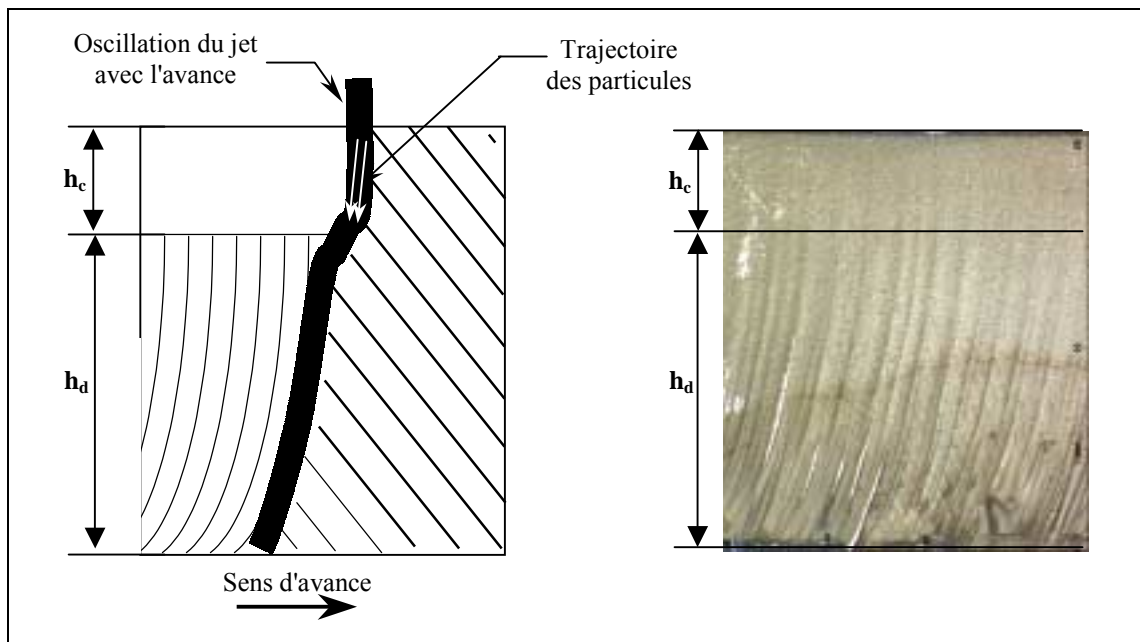 Oscillation du jet
avec l'avance
Trajectoire
des particules
hc
hd
Sens d'avance
hc
hd